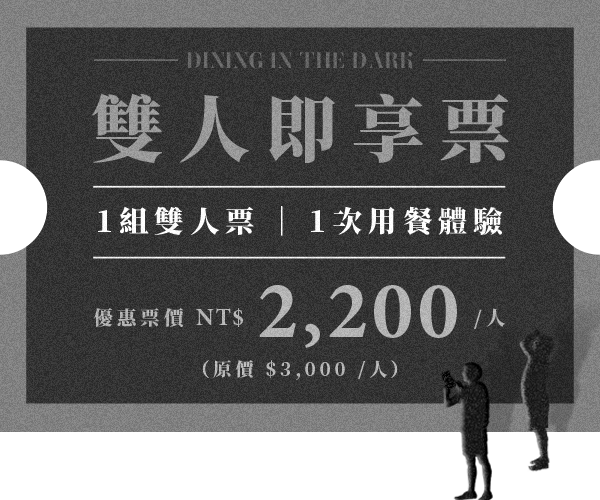 DINING IN THE DARK
雙人即享票
1組雙人票｜1次用餐體驗
優惠票價 NT$ 2,200 /人
(原價 $3,000 /人)